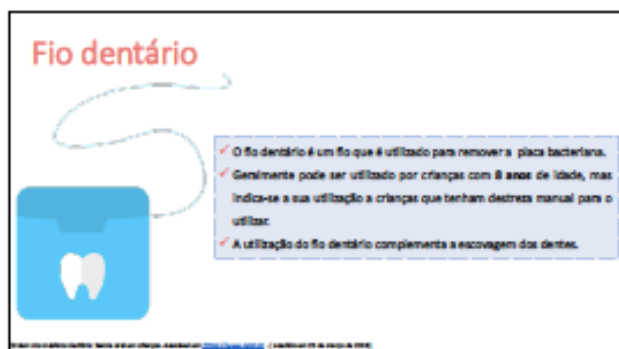 Fio dentário
✓ O fio dentário é um fio que é utilizado para remover a placa bacteriana.
✓ Geralmente pode ser utilizado por crianças com 8 anos de idade, mas
indica-se a sua utilização a crianças que tenham destreza manual para o
utilizar.
✓ A utilização do fio dentário complementa a escovagem dos dentes.